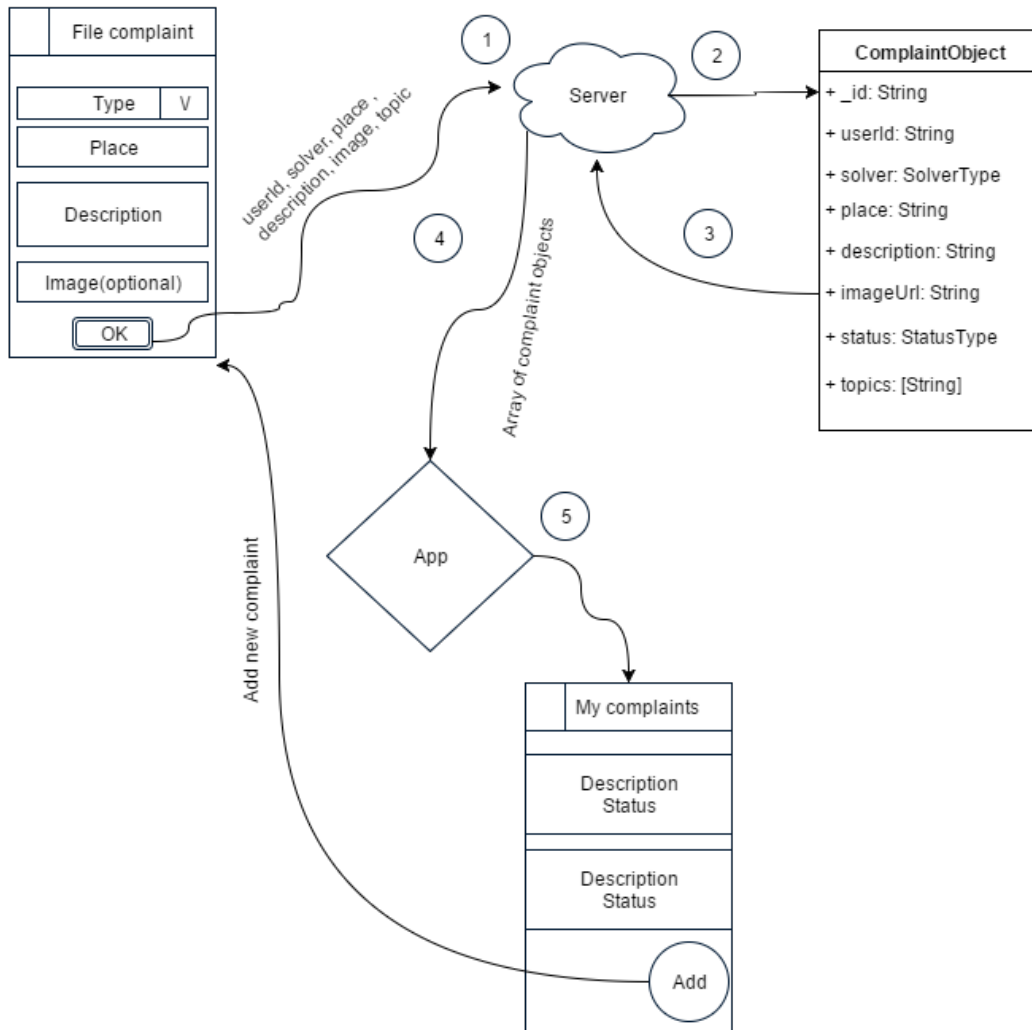 File complaint
Type V
Place
Description
Image(optional)
OK
userId, solver, place ,
description, image, topic
1
Server
2
ComplaintObject
+ _id: String
+ userId: String
+ solver: SolverType
+ place: String
+ description: String
+ imageUrl: String
+ status: StatusType
+ topics: [String]
3
4
Array of complaint objects
App
5
My complaints
Description
Status
Description
Status
Add
Add new complaint